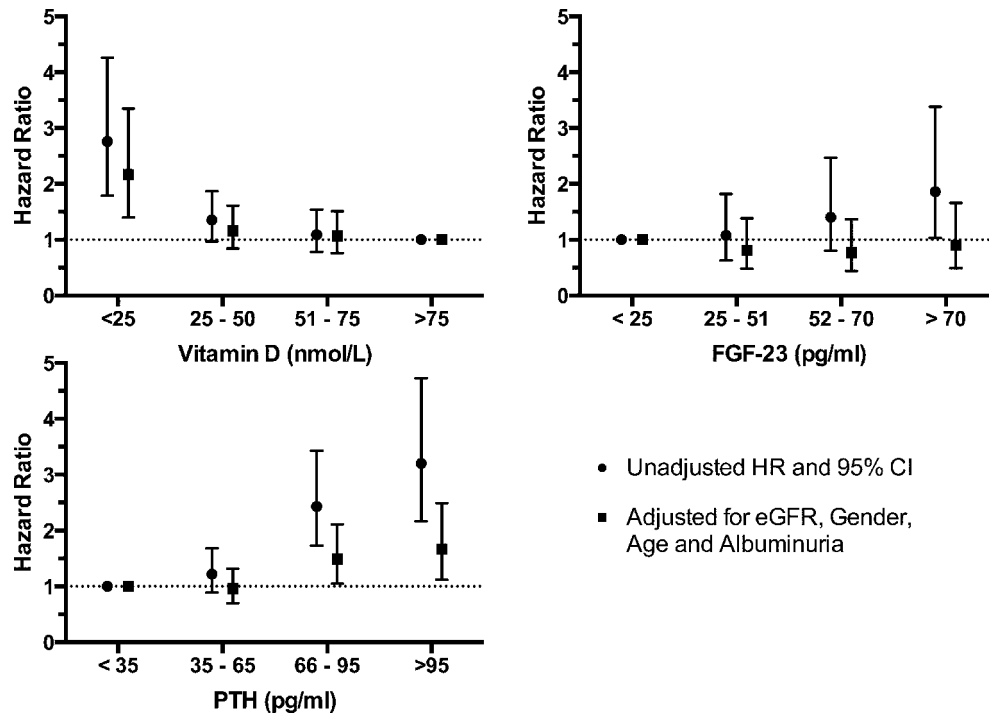 Hazard Ratio
5
4
3
2
1
0
<25
25 - 50
51 - 75
>75
Vitamin D (nmol/L)
Hazard Ratio
5
4
3
2
1
0
< 25
25 - 51
52 - 70
> 70
FGF-23 (pg/ml)
Hazard Ratio
5
4
3
2
1
0
< 35
35 - 65
66 - 95
>95
PTH (pg/ml)
Unadjusted HR and 95% CI
Adjusted for eGFR, Gender,
Age and Albuminuria